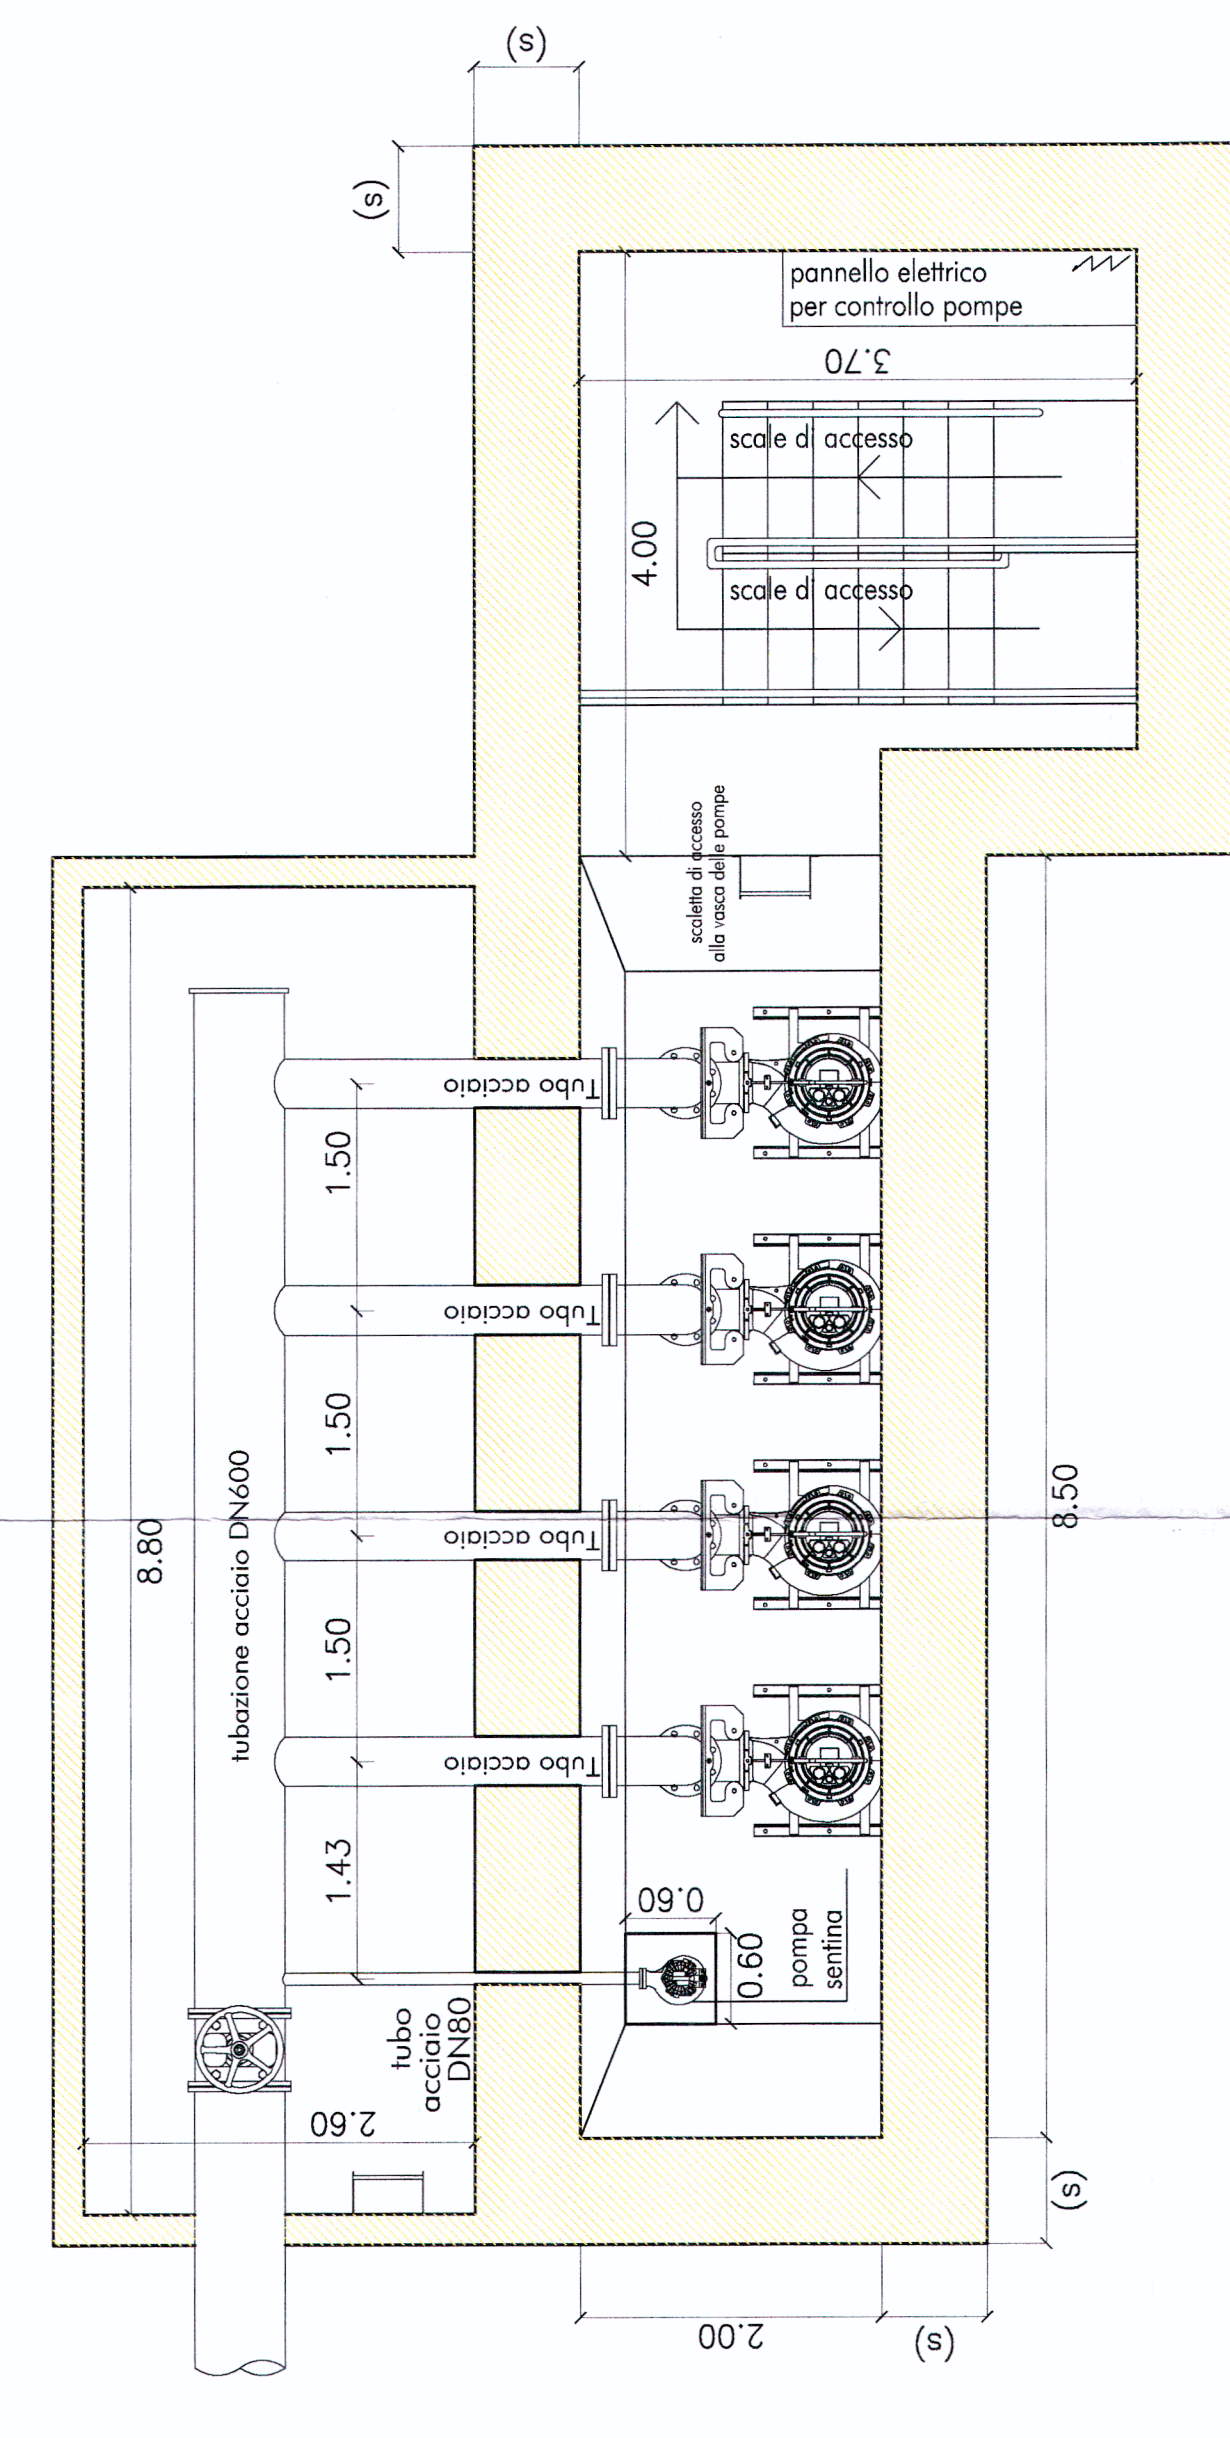 (s)
(s)
pannello elettrico
per controllo pompe
3.70
scale di accesso
4.00
scale di accesso
scaletta di accesso
alla vasca delle pompe
Tubo acciaio
1.50
Tubo acciaio
1.50
tubazione acciaio DN600
8.80
8.50
Tubo acciaio
1.50
Tubo acciaio
1.43
0.60
0.60
pompa
sentina
tubo
acciaio
DN80
2.60
(s)
2.00
(s)